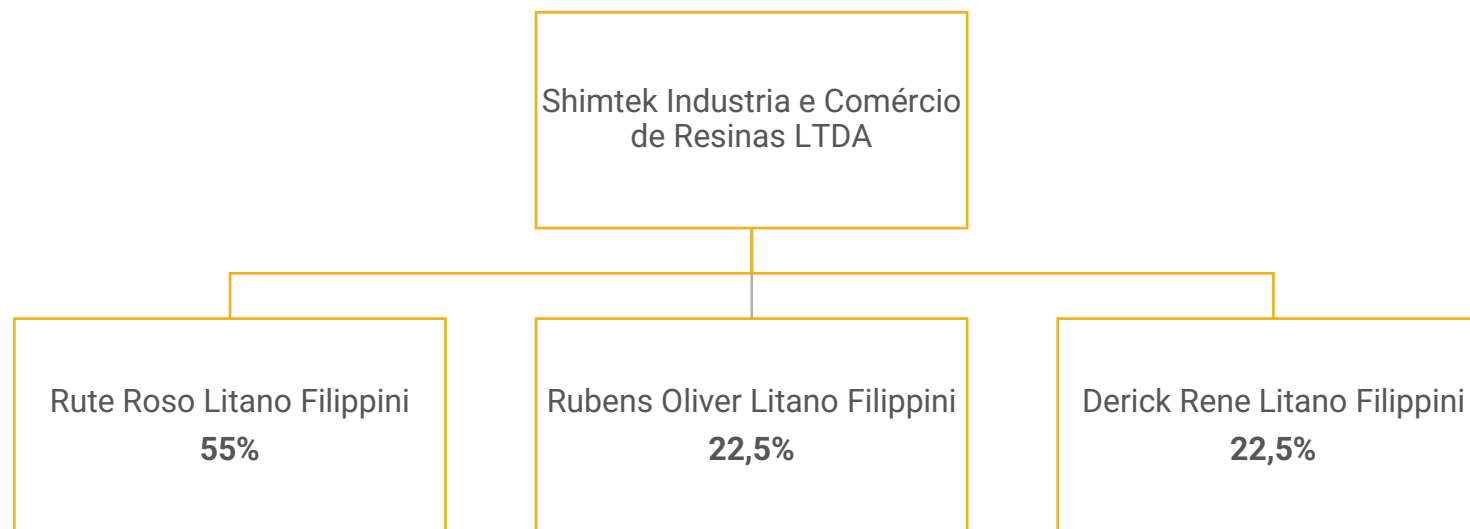 Shimtek Industria e Comércio
de Resinas LTDA
Rute Roso Litano Filippini
55%
Rubens Oliver Litano Filippini
22,5%
Derick Rene Litano Filippini
22,5%